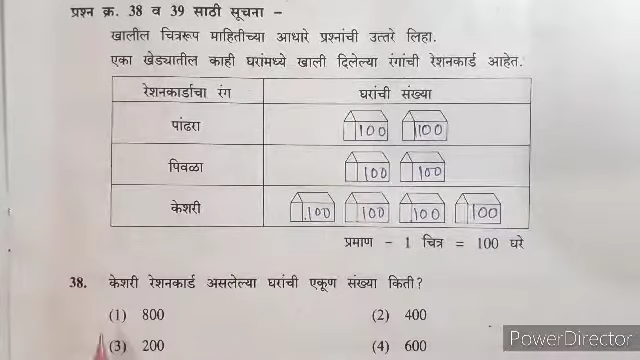 प्रश्न क्र. 38 व 39 साठी सूचना –
खालील चित्ररूप माहितीच्या आधारे प्रश्नांची उत्तरे लिहा.
एका खेड्यातील काही घरांमध्ये खाली दिलेल्या रंगांची रेशनकार्ड आहेत.
रेशनकार्डाचा रंग घरांची संख्या
पांढरा 100 100
पिवळा 100 100
केशरी 100 100 100 100
प्रमाण – 1 चित्र = 100 घरे
38. केशरी रेशनकार्ड असलेल्या घरांची एकूण संख्या किती?
(1) 800 (2) 400
(3) 200 (4) 600
PowerDirector